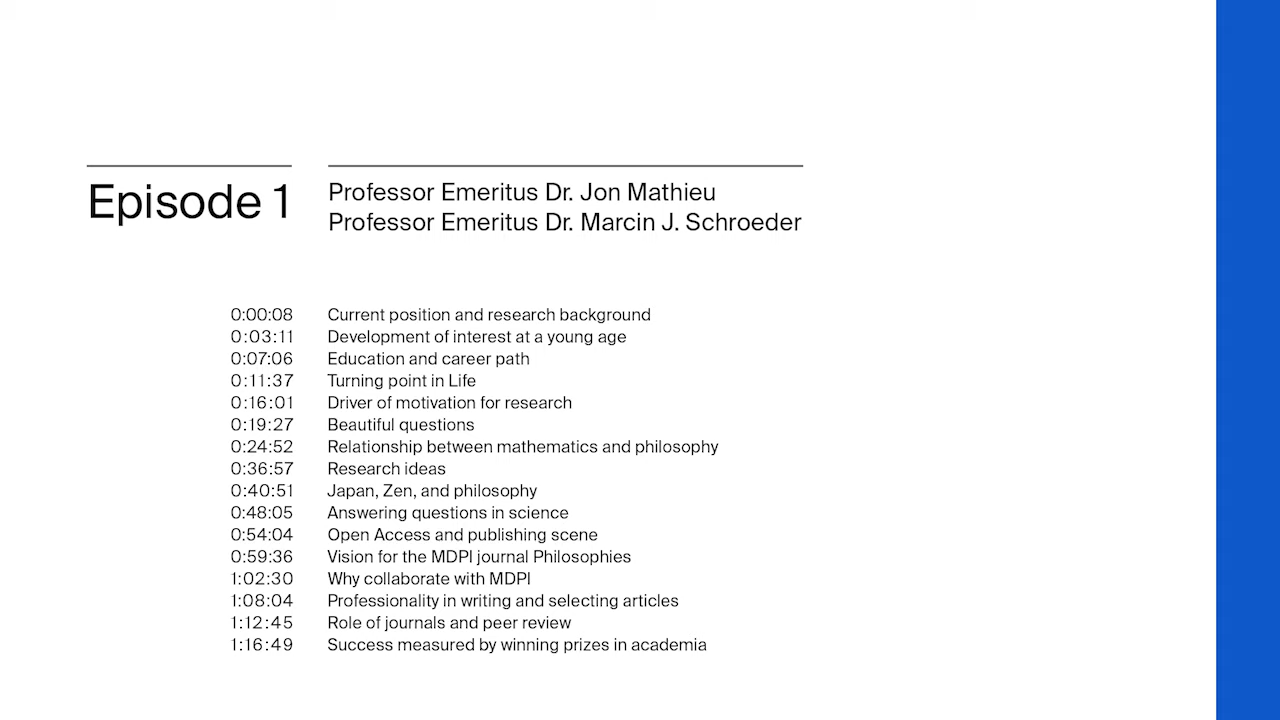 Episode 1
Professor Emeritus Dr. Jon Mathieu
Professor Emeritus Dr. Marcin J. Schroeder
0:00:08 Current position and research background
0:03:11 Development of interest at a young age
0:07:06 Education and career path
0:11:37 Turning point in Life
0:16:01 Driver of motivation for research
0:19:27 Beautiful questions
0:24:52 Relationship between mathematics and philosophy
0:36:57 Research ideas
0:40:51 Japan, Zen, and philosophy
0:48:05 Answering questions in science
0:54:04 Open Access and publishing scene
0:59:36 Vision for the MDPI journal Philosophies
1:02:30 Why collaborate with MDPI
1:08:04 Professionality in writing and selecting articles
1:12:45 Role of journals and peer review
1:16:49 Success measured by winning prizes in academia